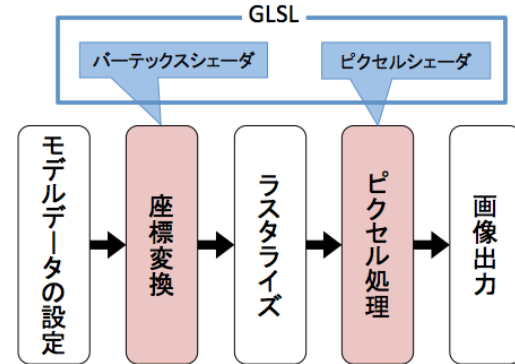 GLSL
バーテックスシェーダ
ピクセルシェーダ
モデルデータの設定
座標変換
ラスタライズ
ピクセル処理
画像出力